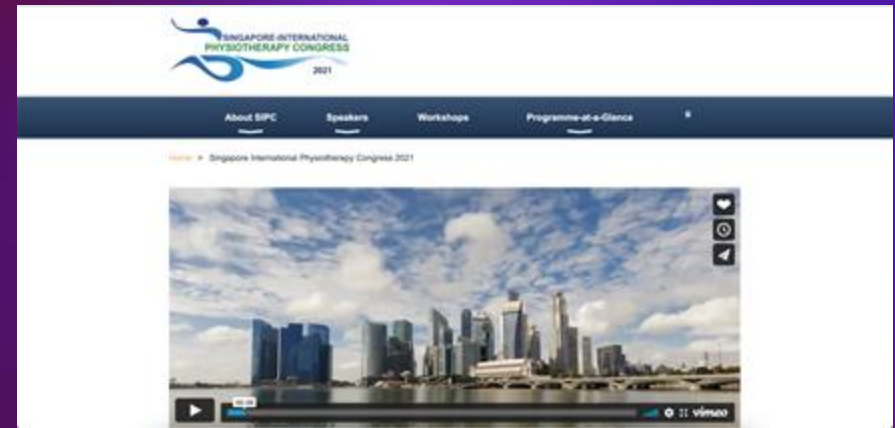 SINGAPORE INTERNATIONAL
PHYSIOTHERAPY CONGRESS
2021
About SIPC Speakers Workshops Programme-at-a-Glance
Home Singapore International Physiotherapy Congress 2021
vimeo